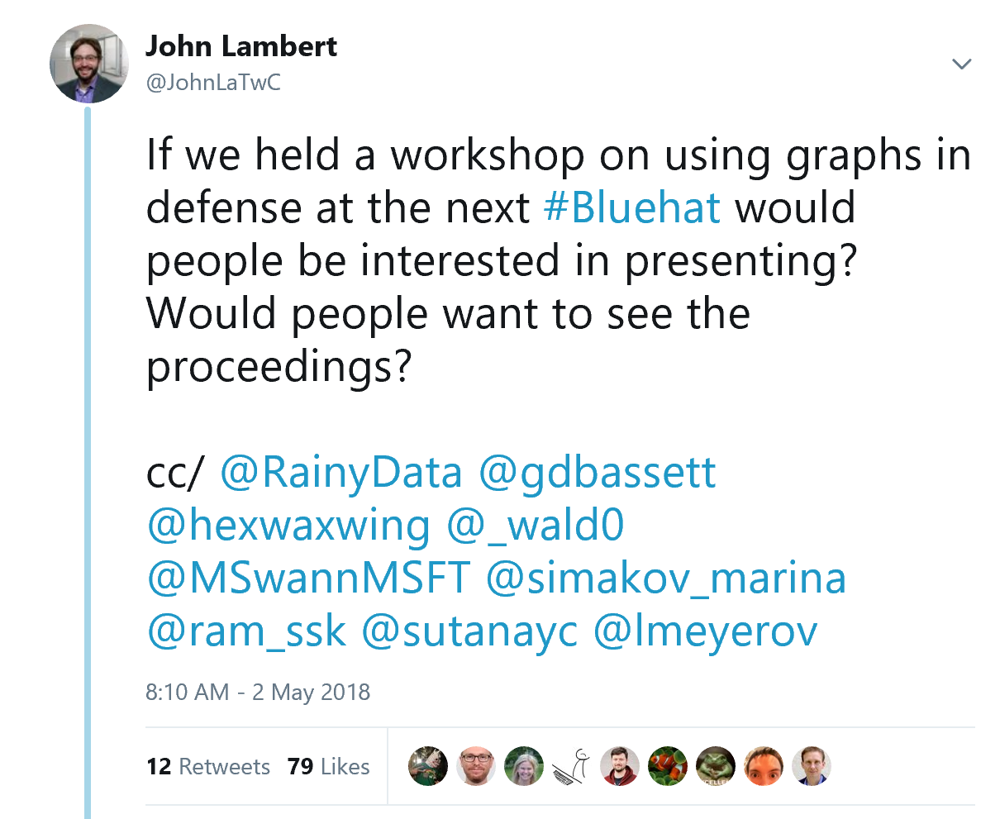 John Lambert
@JohnLaTwC
If we held a workshop on using graphs in
defense at the next #Bluehat would
people be interested in presenting?
Would people want to see the
proceedings?
cc/ @RainyData @gdbassett
@hexwaxwing @_wald0
@MSwannMSFT @simakov_marina
@ram_ssk @sutanayc @lmeyerov
8:10 AM - 2 May 2018
12 Retweets 79 Likes